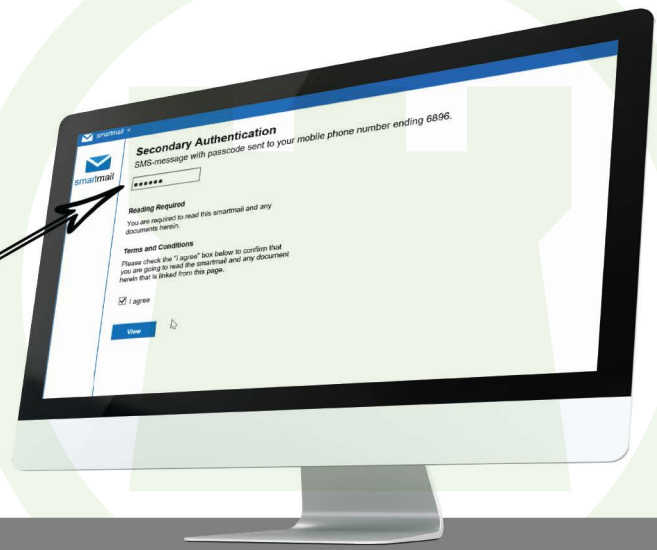 smartmail
smartmail
Secondary Authentication
SMS-message with passcode sent to your mobile phone number ending 6896.
••••••
Reading Required
You are required to read this smartmail and any
documents herein.
Terms and Conditions
Please check the "i agree" box below to confirm that
you are going to read the smartmail and any document
herein that is linked from this page.
I agree
View